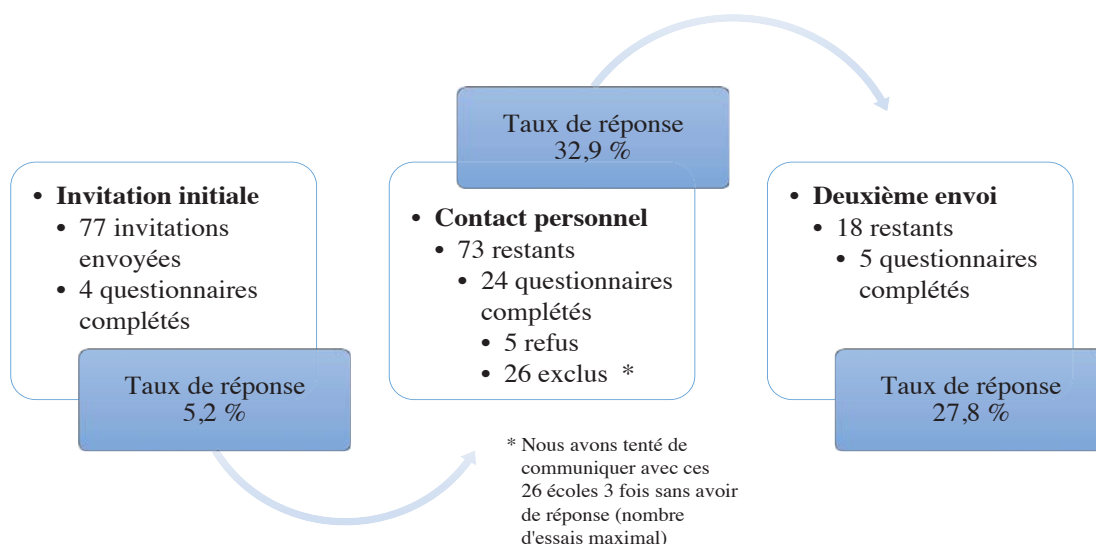 • Invitation initiale
• 77 invitations
envoyées
• 4 questionnaires
complétés
Taux de réponse
5,2 %
Taux de réponse
32,9 %
• Contact personnel
• 73 restants
• 24 questionnaires
complétés
• 5 refus
• 26 exclus *
* Nous avons tenté de
communiquer avec ces
26 écoles 3 fois sans avoir
de réponse (nombre
d'essais maximal)
• Deuxième envoi
• 18 restants
• 5 questionnaires
complétés
Taux de réponse
27,8 %